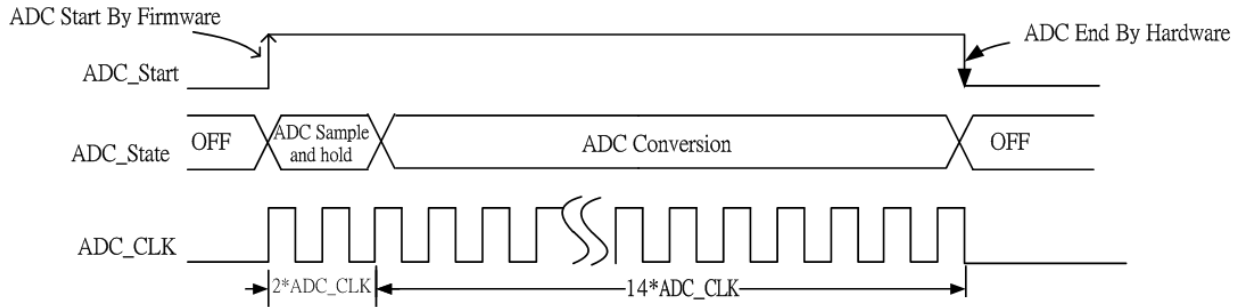 ADC Start By Firmware
ADC End By Hardware
ADC_Start
ADC_State
OFF
ADC Sample
and hold
ADC Conversion
OFF
ADC_CLK
2*ADC_CLK
14*ADC_CLK